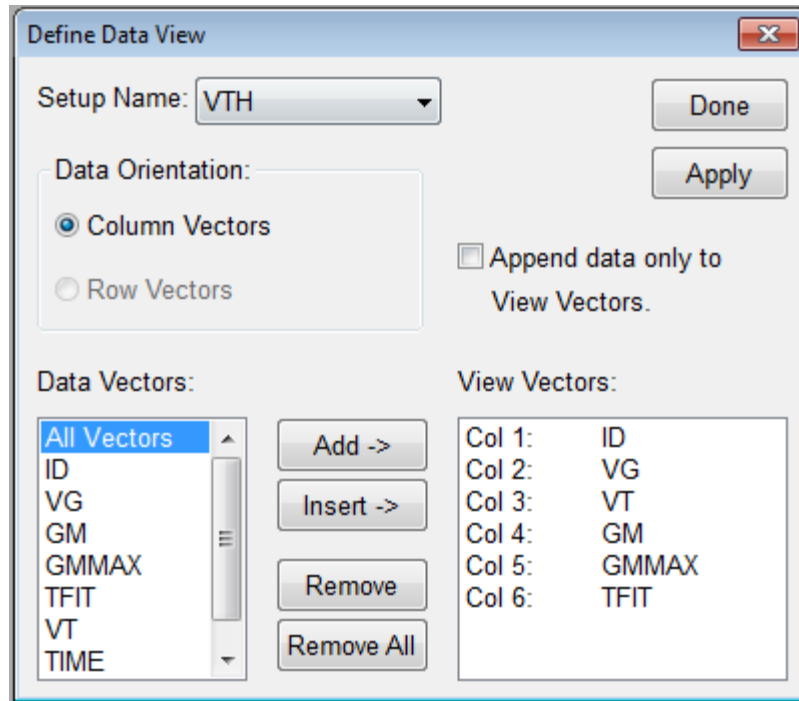 Define Data View
Setup Name: VTH
Done
Data Orientation:
Apply
Column Vectors
Row Vectors
Append data only to
View Vectors.
Data Vectors:
All Vectors
ID
VG
GM
GMMAX
TFIT
VT
TIME
Add ->
Insert ->
Remove
Remove All
View Vectors:
Col 1: ID
Col 2: VG
Col 3: VT
Col 4: GM
Col 5: GMMAX
Col 6: TFIT